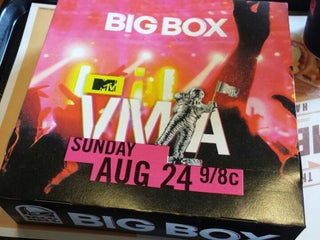 BIG BOX
MTV
VMA
SUNDAY
AUG 24 9/8c
BIG BOX